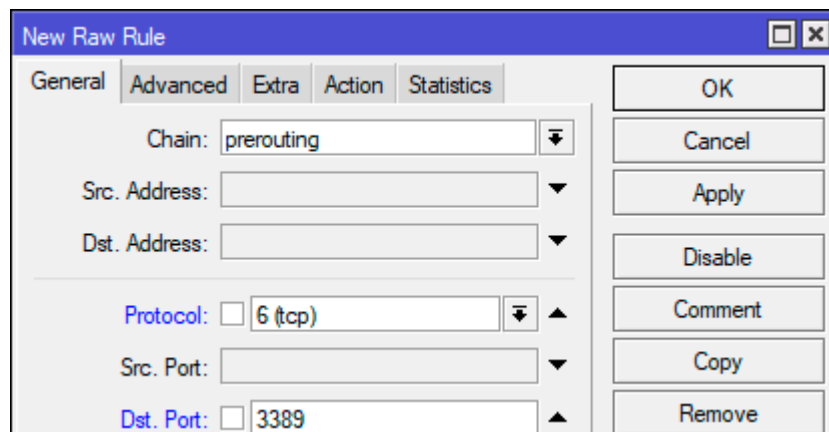 New Raw Rule
General Advanced Extra Action Statistics
OK
Chain: prerouting
Cancel
Src. Address:
Apply
Dst. Address:
Disable
Protocol: 6 (tcp)
Comment
Src. Port:
Copy
Dst. Port: 3389
Remove